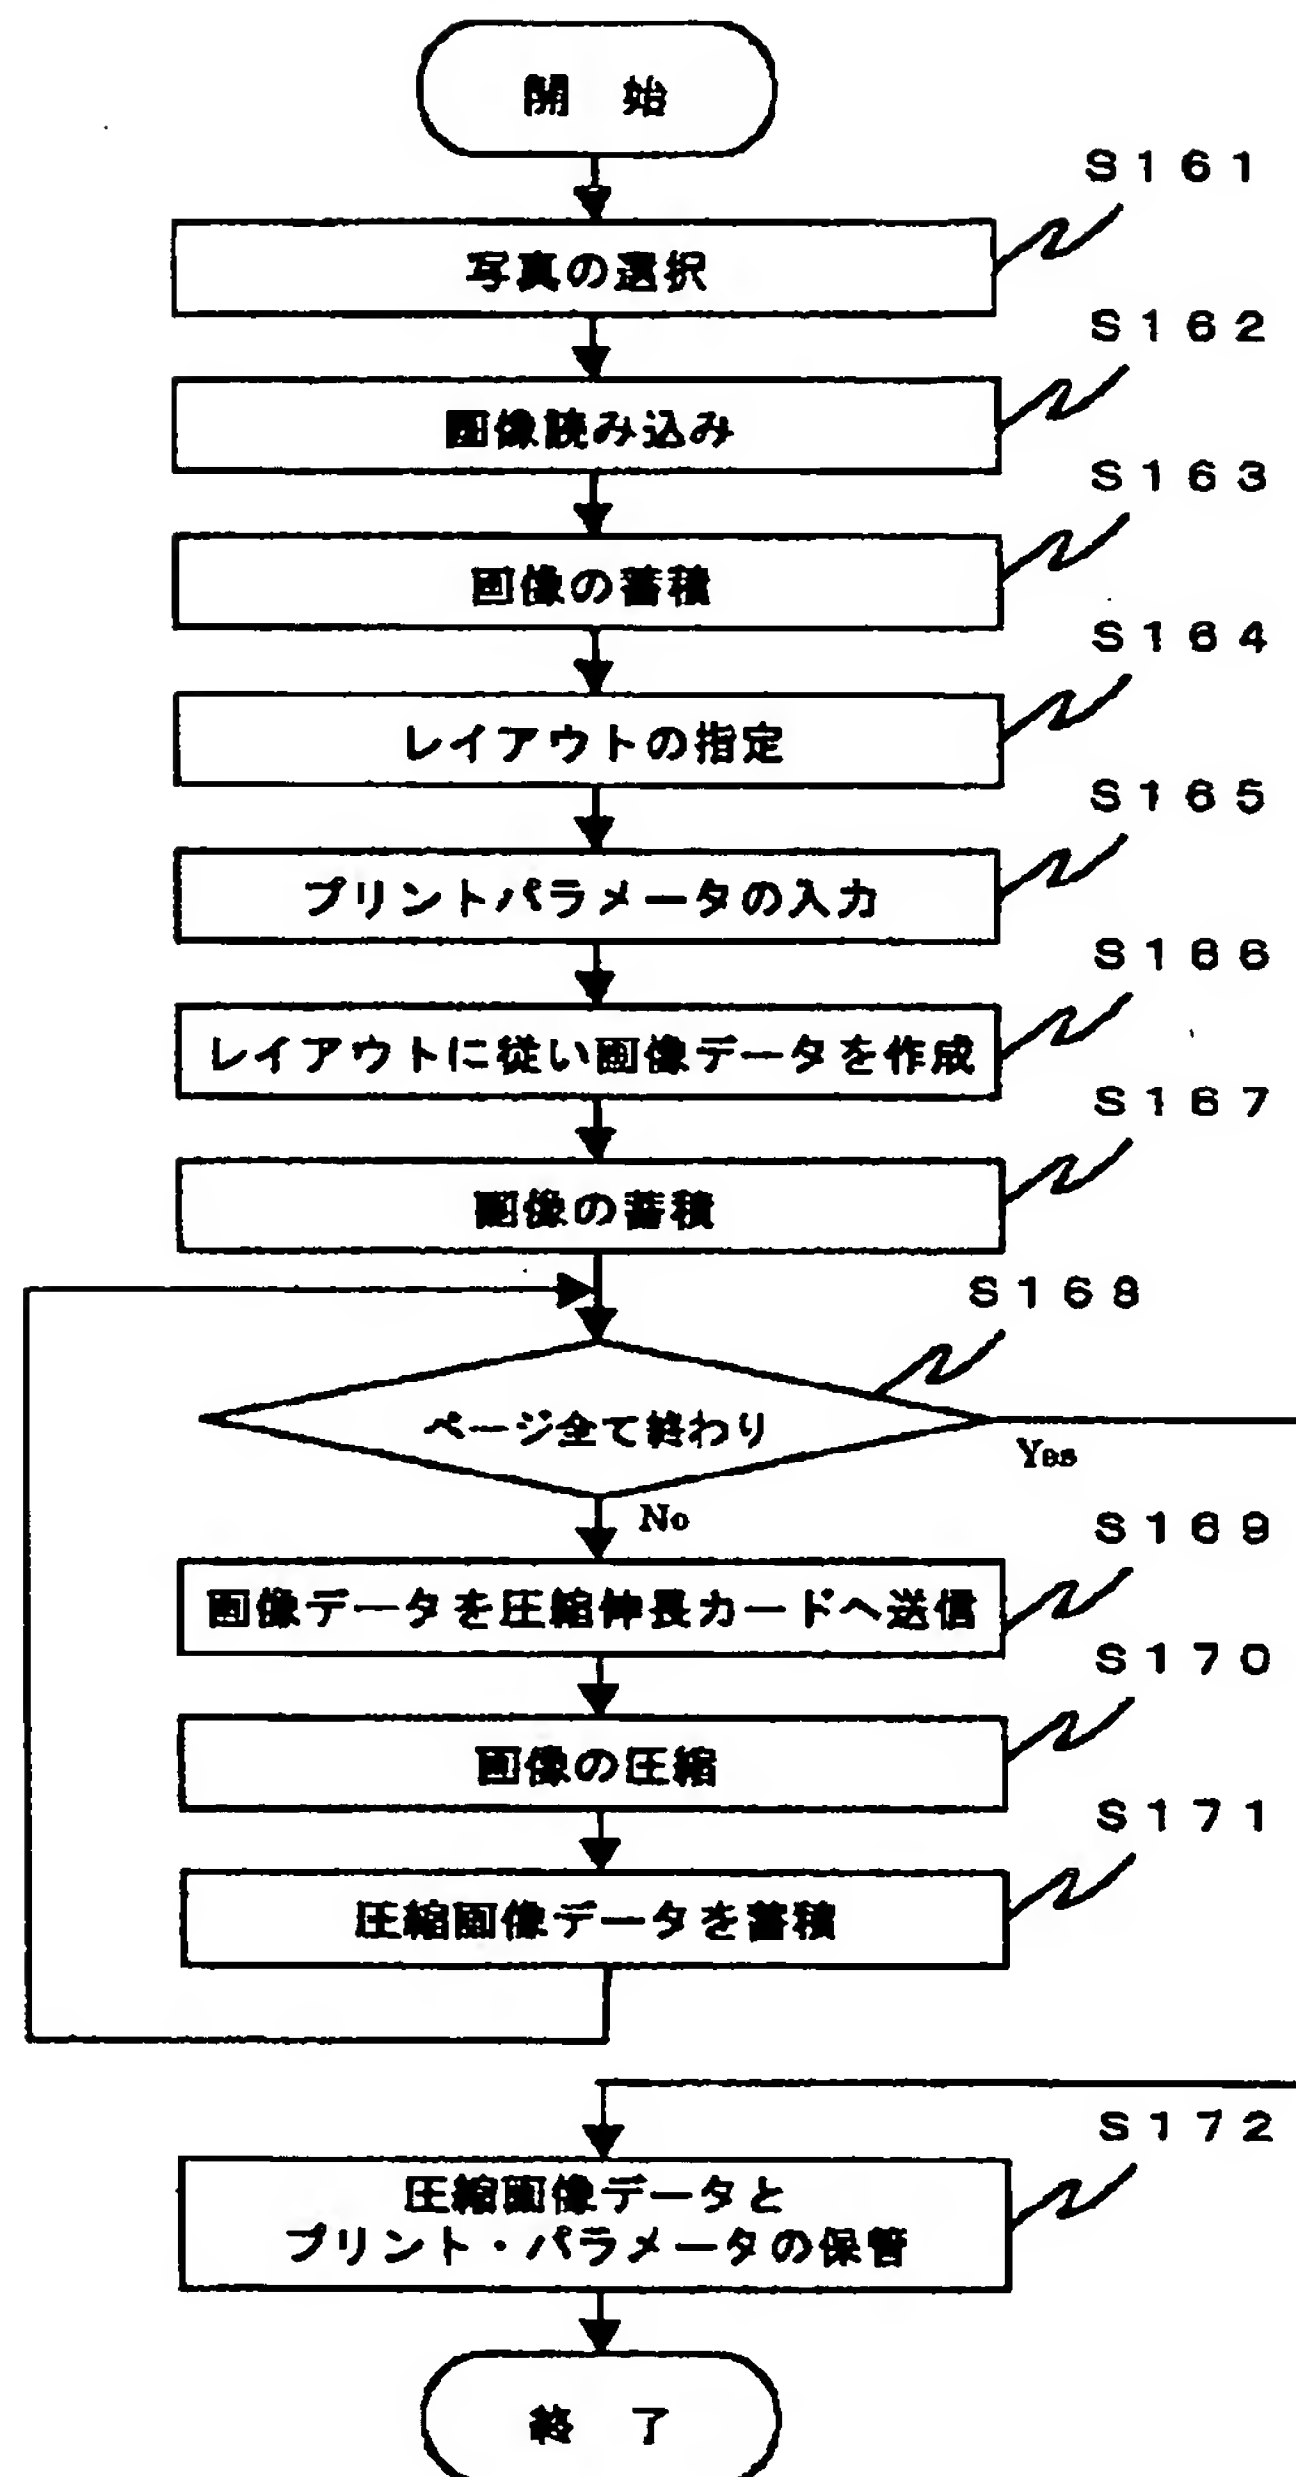 開　始
S161
写真の選択
S162
画像読み込み
S163
画像の蓄積
S164
レイアウトの指定
S165
プリントパラメータの入力
S166
レイアウトに従い画像データを作成
S167
画像の蓄積
S168
ページ全て終わり
Yes
No
S169
画像データを圧縮伸長カードへ送信
S170
画像の圧縮
S171
圧縮画像データを蓄積
S172
圧縮画像データと
プリント・パラメータの保管
終　了